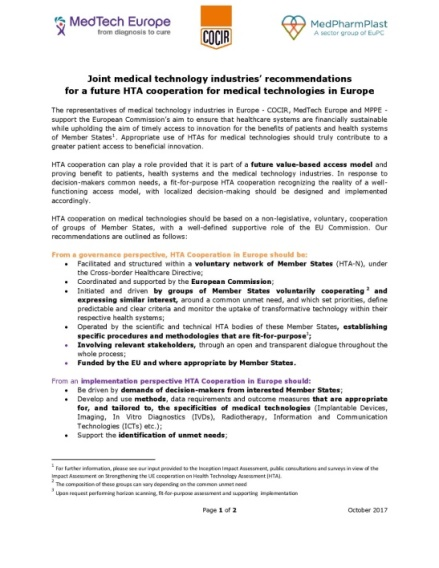 MedTech Europe
from diagnosis to cure
COCIR
MedPharmPlast
A sector group of EuPC
Joint medical technology industries' recommendations
for a future HTA cooperation for medical technologies in Europe
The representatives of medical technology industries in Europe - COCIR, MedTech Europe and MPPE -
support the European Commission's aim to ensure that healthcare systems are financially sustainable
while upholding the aim of timely access to innovation for the benefits of patients and health systems
of Member States¹. Appropriate use of HTAs for medical technologies should truly contribute to a
greater patient access to beneficial innovation.
HTA cooperation can play a role provided that it is part of a future value-based access model and
proving benefit to patients, health systems and the medical technology industries. In response to
decision-makers common needs, a fit-for-purpose HTA cooperation recognizing the reality of a well-
functioning access model, with localized decision-making should be designed and implemented
accordingly.
HTA cooperation on medical technologies should be based on a non-legislative, voluntary, cooperation
of groups of Member States, with a well-defined supportive role of the EU Commission. Our
recommendations are outlined as follows:
From a governance perspective, HTA Cooperation in Europe should be:
• Facilitated and structured within a voluntary network of Member States (HTA-N), under
the Cross-border Healthcare Directive;
• Coordinated and supported by the European Commission;
• Initiated and driven by groups of Member States voluntarily cooperating ² and
expressing similar interest, around a common unmet need, and which set priorities, define
predictable and clear criteria and monitor the uptake of transformative technology within their
respective health systems;
• Operated by the scientific and technical HTA bodies of these Member States, establishing
specific procedures and methodologies that are fit-for-purpose³;
• Involving relevant stakeholders, through an open and transparent dialogue throughout the
whole process;
• Funded by the EU and where appropriate by Member States.
From an implementation perspective HTA Cooperation in Europe should:
• Be driven by demands of decision-makers from interested Member States;
• Develop and use methods, data requirements and outcome measures that are appropriate
for, and tailored to, the specificities of medical technologies (Implantable Devices,
Imaging, In Vitro Diagnostics (IVDs), Radiotherapy, Information and Communication
Technologies (ICTs) etc.);
• Support the identification of unmet needs;
¹ For further information, please see our input provided to the Inception Impact Assessment, public consultations and surveys in view of the
Impact Assessment on Strengthening the UE cooperation on Health Technology Assessment (HTA).
² The composition of these groups can vary depending on the common unmet need
³ Upon request performing horizon scanning, fit-for-purpose assessment and supporting implementation
Page 1 of 2
October 2017